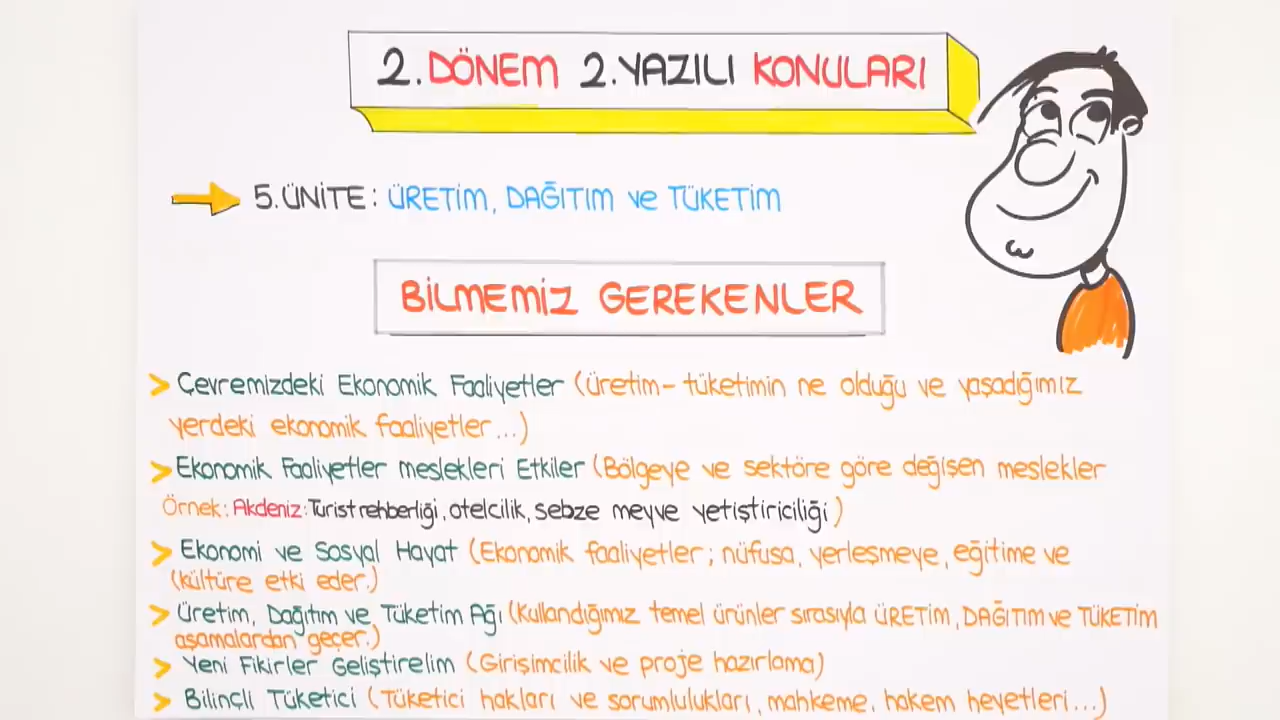 2.DÖNEM 2.YAZILI KONULARI
5.ÜNİTE: ÜRETİM, DAĞITIM ve TÜKETİM
BİLMEMİZ GEREKENLER
> Çevremizdeki Ekonomik Faaliyetler (üretim-tüketimin ne olduğu ve yaşadığımız
yerdeki ekonomik faaliyetler...)
> Ekonomik Faaliyetler meslekleri Etkiler (Bölgeye ve sektöre göre değişen meslekler
Örnek: Akdeniz: Turist rehberliği, otelcilik, sebze meyve yetiştiriciliği)
> Ekonomi ve Sosyal Hayat (Ekonomik faaliyetler; nüfusa, yerleşmeye, eğitime ve
(kültüre etki eder.)
> Üretim, Dağıtım ve Tüketim Ağı (Kullandığımız temel ürünler sırasıyla ÜRETİM, DAĞITIM ve TÜKETİM
aşamalardan geçer.)
> Yeni Fikirler Geliştirelim (Girişimcilik ve proje hazırlama)
> Bilinçli Tüketici (Tüketici hakları ve sorumlulukları, mahkeme, hakem heyetleri...)